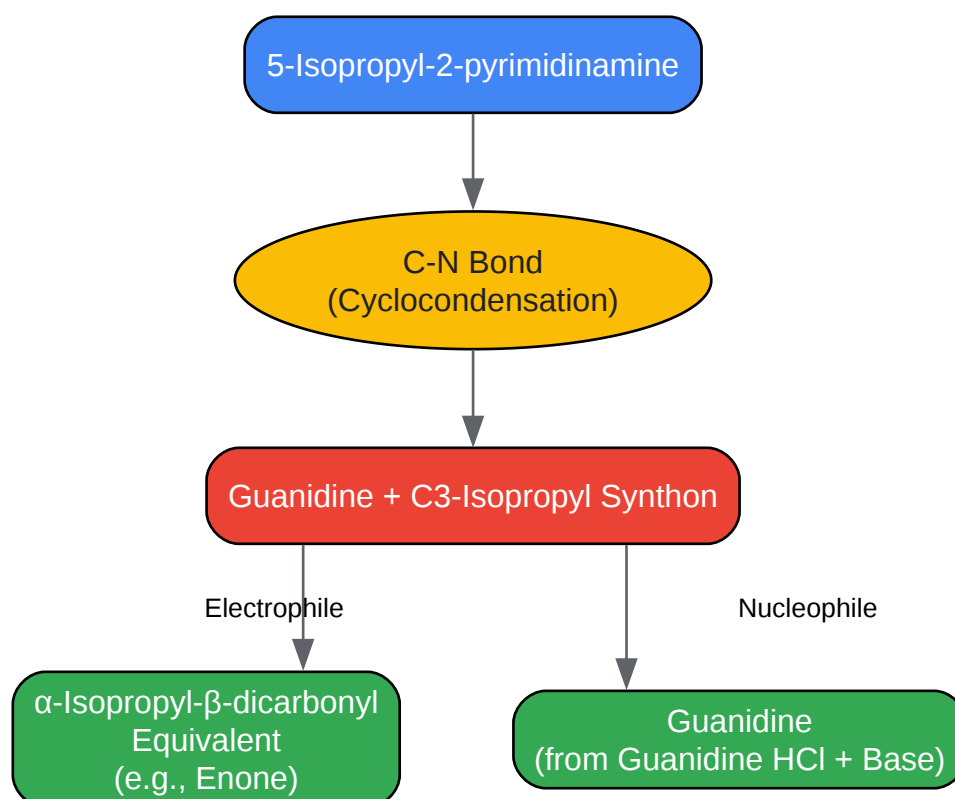 5-Isopropyl-2-pyrimidinamine
C-N Bond
(Cyclocondensation)
Guanidine + C3-Isopropyl Synthon
Electrophile
Nucleophile
α-Isopropyl-β-dicarbonyl
Equivalent
(e.g., Enone)
Guanidine
(from Guanidine HCl + Base)